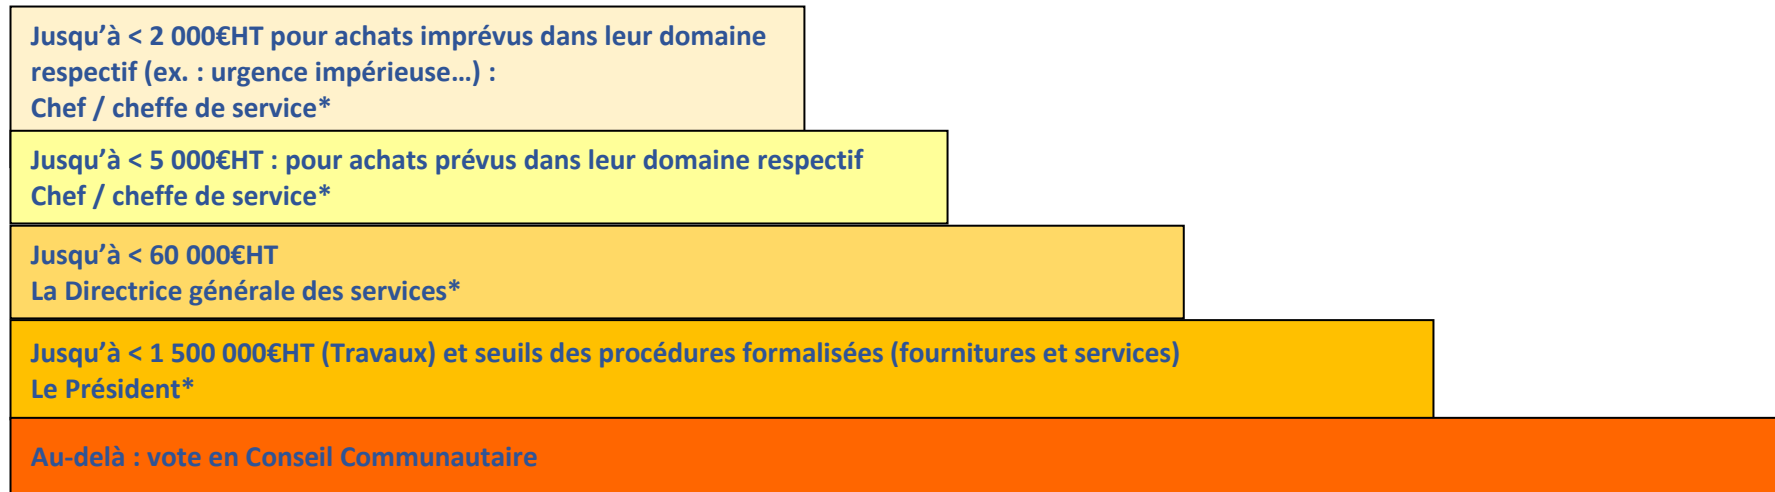 Jusqu’à < 2 000€HT pour achats imprévus dans leur domaine
respectif (ex. : urgence impérieuse…) :
Chef / cheffe de service*
Jusqu’à < 5 000€HT : pour achats prévus dans leur domaine respectif
Chef / cheffe de service*
Jusqu’à < 60 000€HT
La Directrice générale des services*
Jusqu’à < 1 500 000€HT (Travaux) et seuils des procédures formalisées (fournitures et services)
Le Président*
Au-delà : vote en Conseil Communautaire